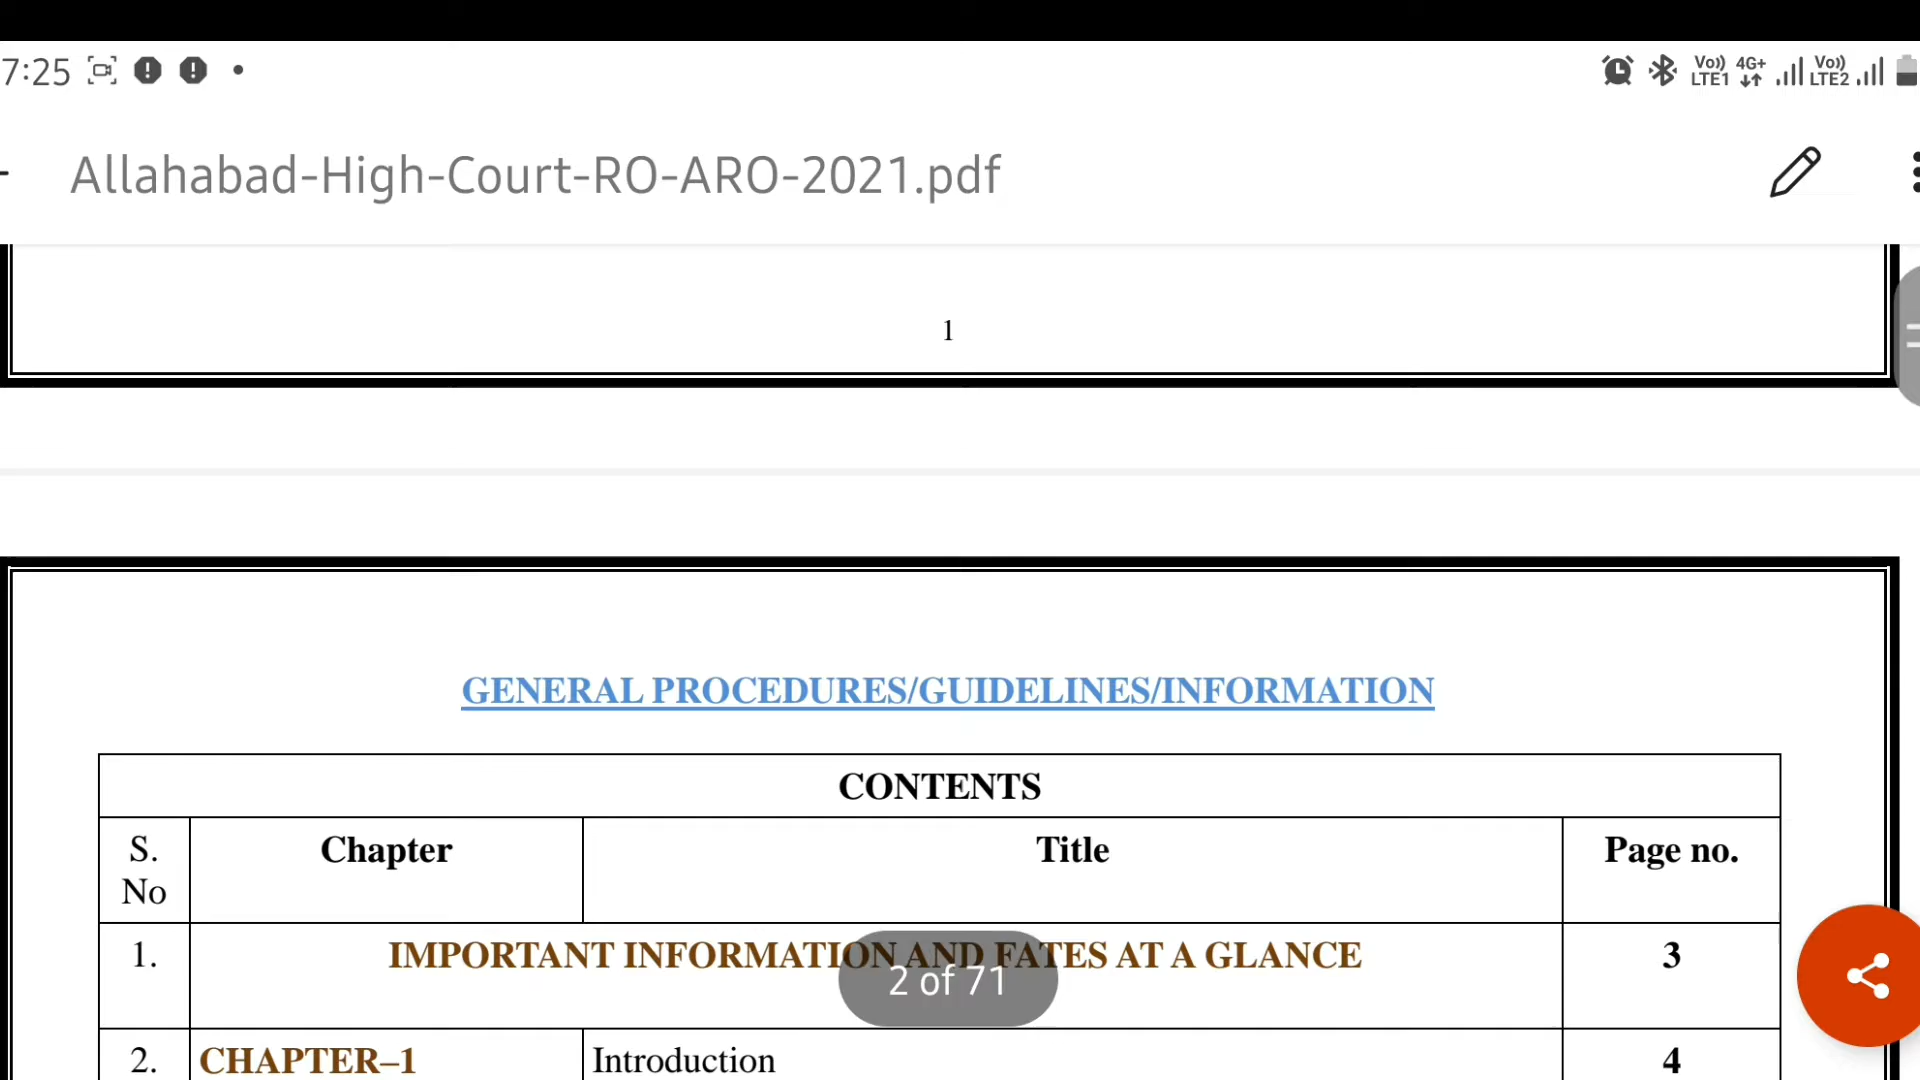 7:25
Vo)) LTE1 4G+ Vo)) LTE2
Allahabad-High-Court-RO-ARO-2021.pdf
1
GENERAL PROCEDURES/GUIDELINES/INFORMATION
CONTENTS
S. No Chapter Title Page no.
1. IMPORTANT INFORMATION AND FATES AT A GLANCE 3
2 of 71
2. CHAPTER–1 Introduction 4